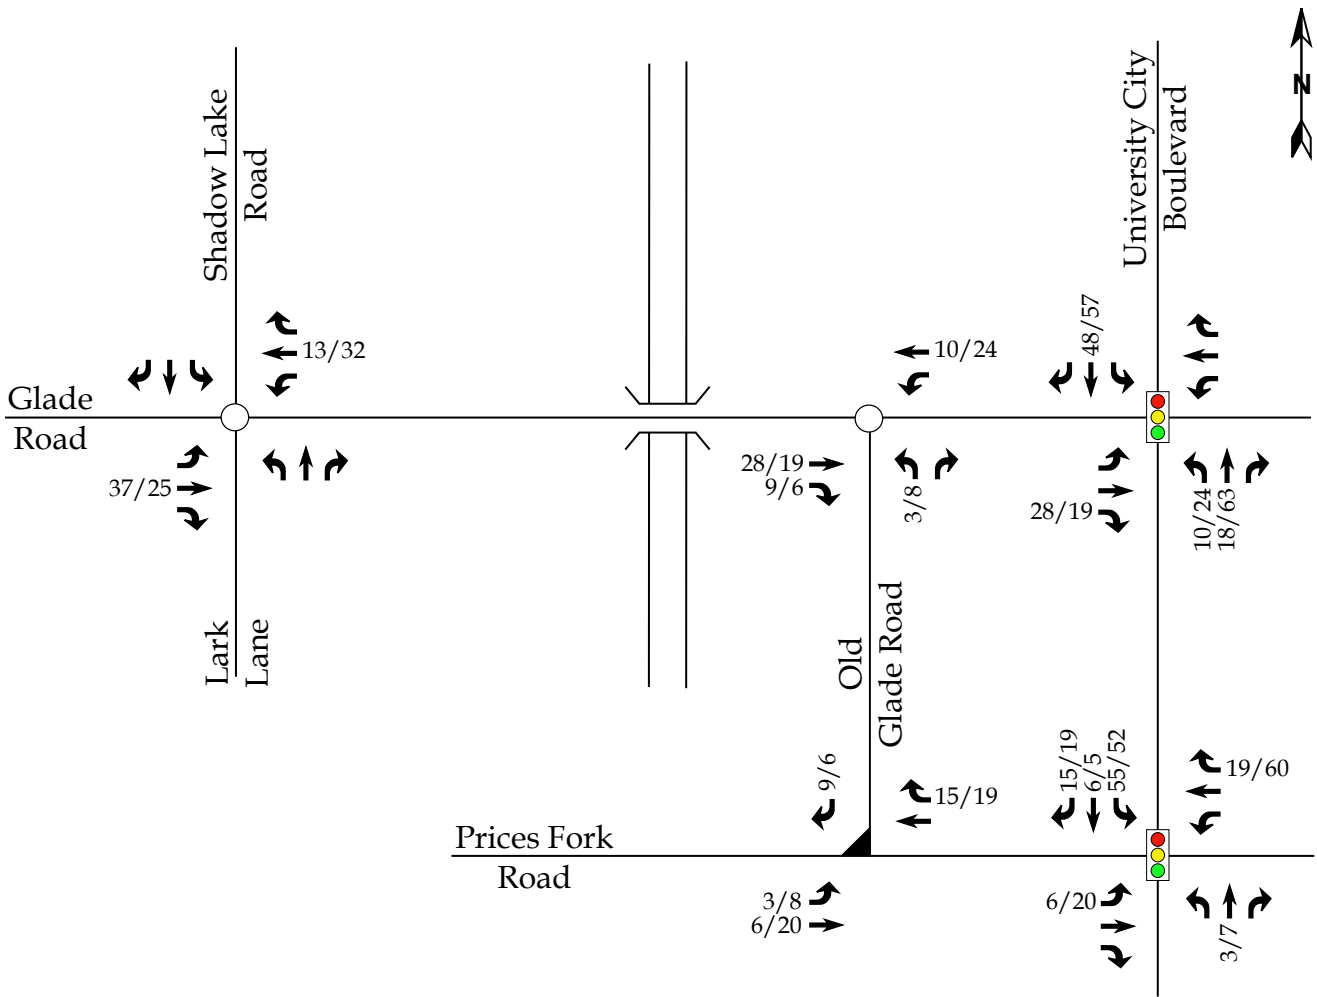 N
University City
Boulevard
Shadow Lake
Road
48/57
13/32
10/24
Glade
Road
37/25
28/19
9/6
3/8
28/19
10/24
18/63
Lark
Lane
Old
Glade Road
15/19
6/5
55/52
9/6
19/60
15/19
Prices Fork
Road
3/8
6/20
6/20
3/7